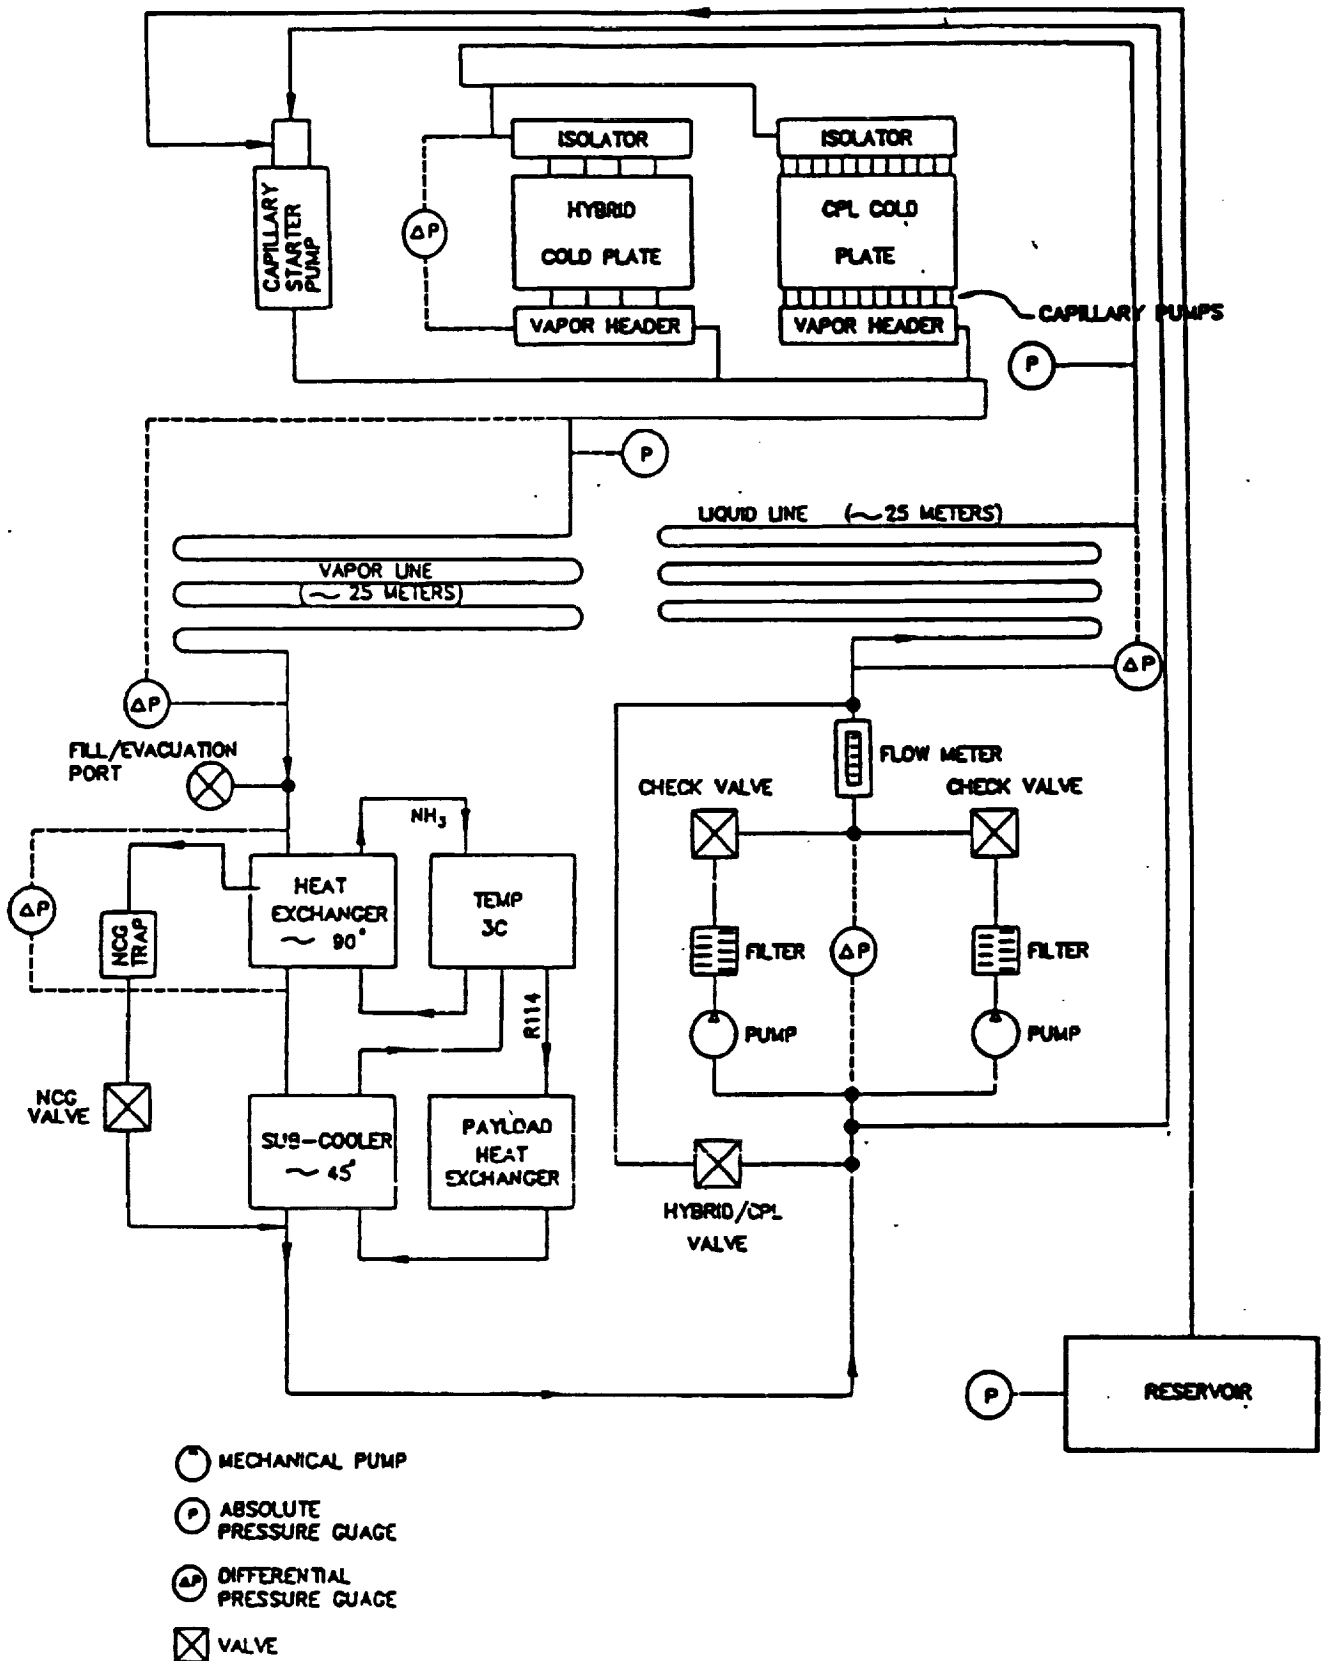 ISOLATOR
ISOLATOR
CAPILLARY
STARTER
PUMP
HYBRID
COLD PLATE
CPL COLD
PLATE
ΔP
VAPOR HEADER
VAPOR HEADER
CAPILLARY PUMPS
P
P
LIQUID LINE (~25 METERS)
VAPOR LINE
(~ 25 METERS)
ΔP
ΔP
FILL/EVACUATION
PORT
FLOW METER
CHECK VALVE
CHECK VALVE
NH3
HEAT
EXCHANGER
~ 90°
TEMP
3C
ΔP
NCG
TRAP
FILTER
ΔP
FILTER
R114
PUMP
PUMP
NCG
VALVE
SUB-COOLER
~ 45°
PAYLOAD
HEAT
EXCHANGER
HYBRID/CPL
VALVE
P
RESERVOIR
MECHANICAL PUMP
P
ABSOLUTE
PRESSURE GUAGE
ΔP
DIFFERENTIAL
PRESSURE GUAGE
VALVE